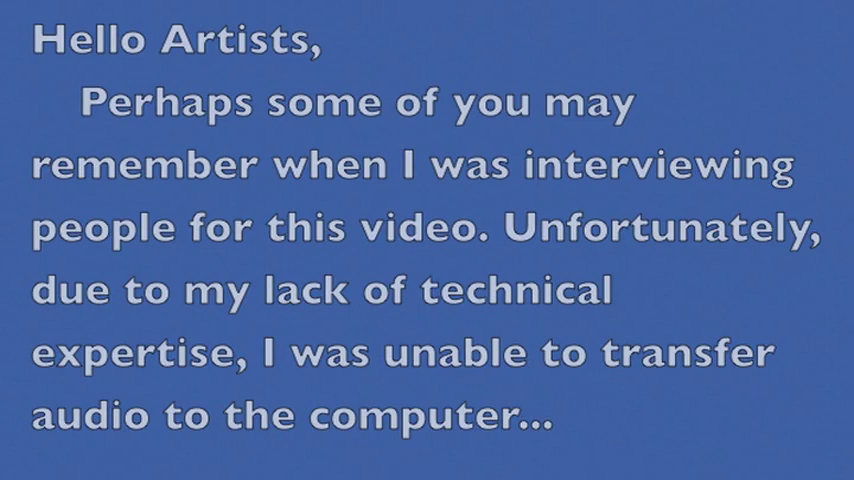 Hello Artists,
Perhaps some of you may
remember when I was interviewing
people for this video. Unfortunately,
due to my lack of technical
expertise, I was unable to transfer
audio to the computer...